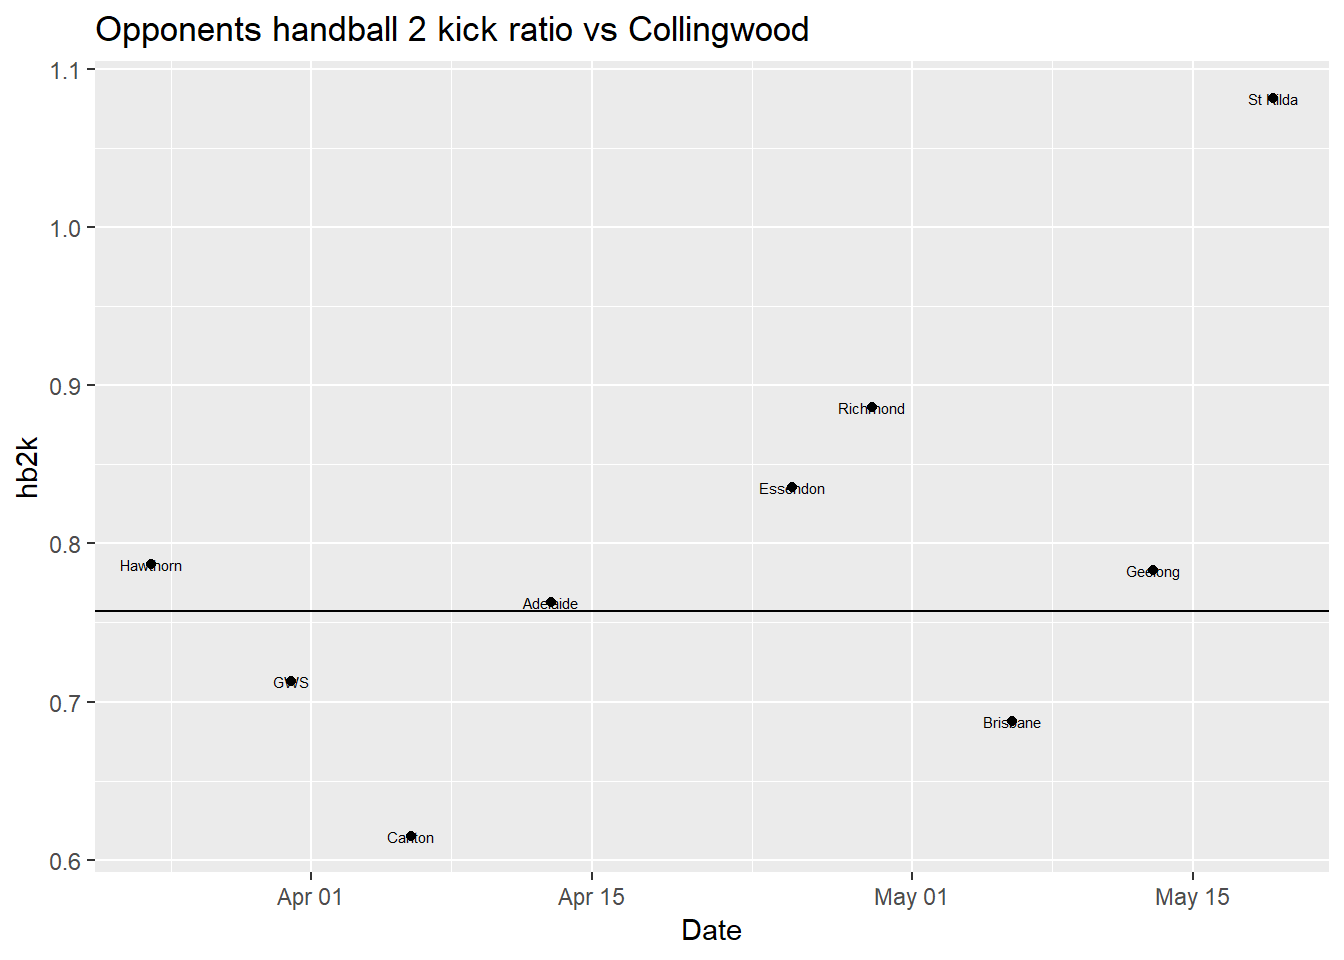 Opponents handball 2 kick ratio vs Collingwood
1.1
St Kilda
1.0
hb2k
0.9
Richmond
Essendon
0.8
Hawthorn
Geelong
Adelaide
0.7
GWS
Brisbane
Carlton
0.6
Apr 01
Apr 15
May 01
May 15
Date